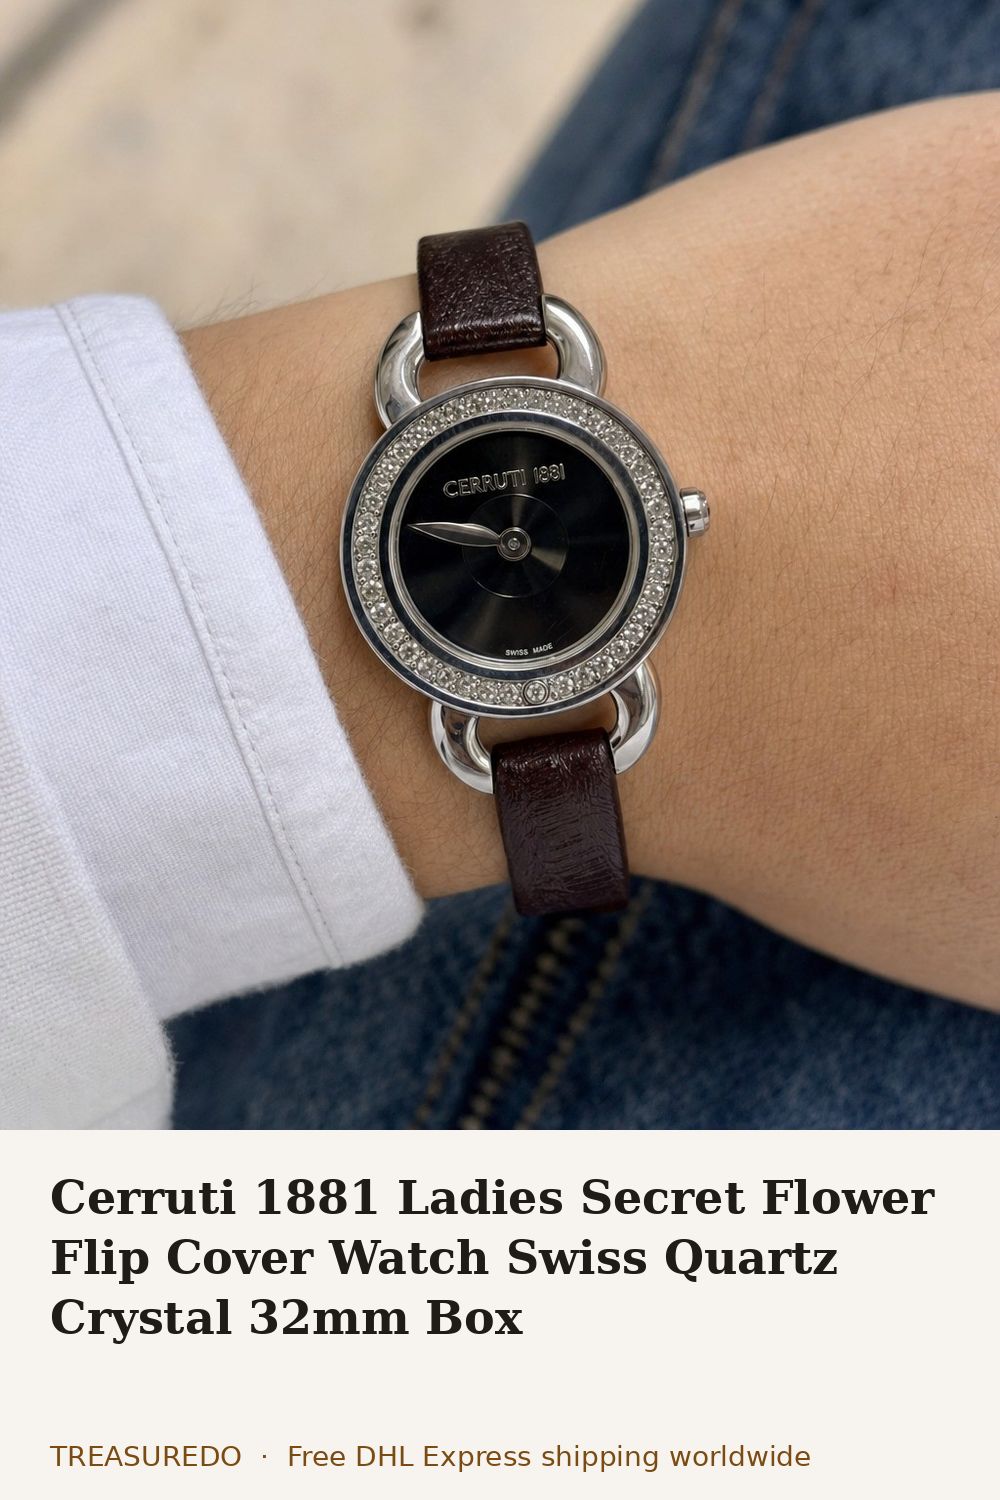 CERRUTI 1881
SWISS MADE
Cerruti 1881 Ladies Secret Flower
Flip Cover Watch Swiss Quartz
Crystal 32mm Box
TREASUREDO · Free DHL Express shipping worldwide